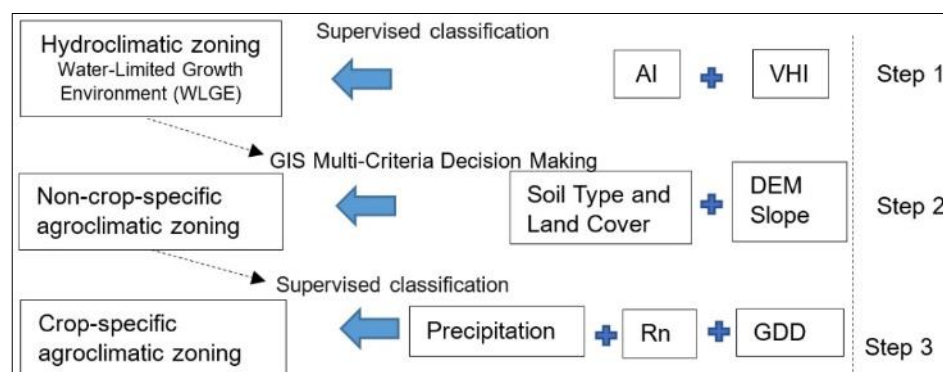 Hydroclimatic zoning
Water-Limited Growth
Environment (WLGE)
Supervised classification
AI
VHI
Step 1
GIS Multi-Criteria Decision Making
Non-crop-specific
agroclimatic zoning
Soil Type and
Land Cover
DEM
Slope
Step 2
Supervised classification
Crop-specific
agroclimatic zoning
Precipitation
Rn
GDD
Step 3